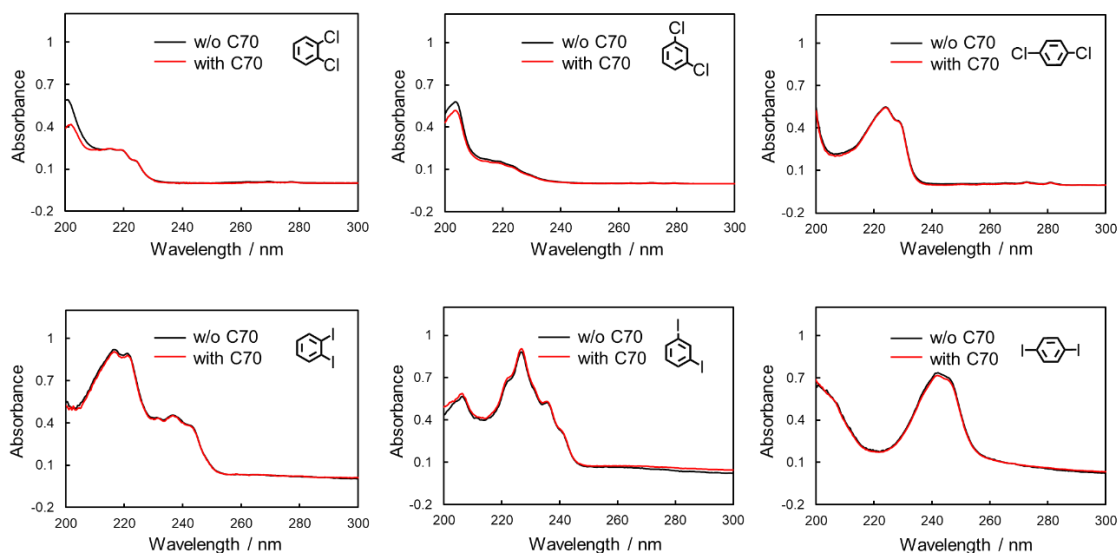 1
w/o C70
with C70
Cl
Cl
0.7
0.4
0.1
-0.2
Absorbance
200 220 240 260 280 300
Wavelength / nm
1
w/o C70
with C70
Cl
Cl
0.7
0.4
0.1
-0.2
Absorbance
200 220 240 260 280 300
Wavelength / nm
1
w/o C70
with C70
Cl Cl
0.7
0.4
0.1
-0.2
Absorbance
200 220 240 260 280 300
Wavelength / nm
1
w/o C70
with C70
I
I
0.7
0.4
0.1
-0.2
Absorbance
200 220 240 260 280 300
Wavelength / nm
1
w/o C70
with C70
I
I
0.7
0.4
0.1
-0.2
Absorbance
200 220 240 260 280 300
Wavelength / nm
1
w/o C70
with C70
I I
0.7
0.4
0.1
-0.2
Absorbance
200 220 240 260 280 300
Wavelength / nm